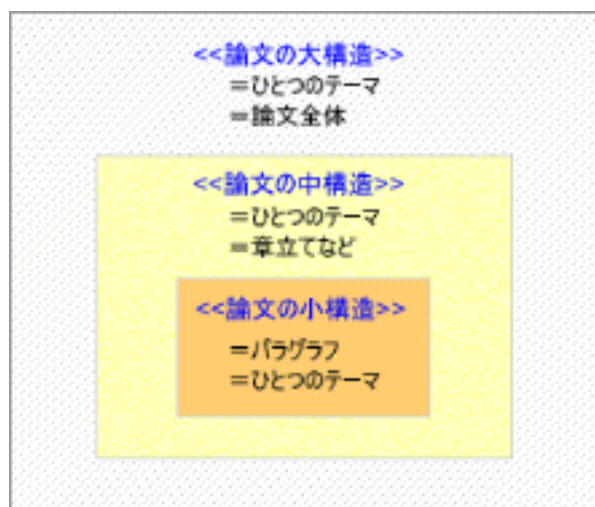 <<論文の大構造>>
＝ひとつのテーマ
＝論文全体
<<論文の中構造>>
＝ひとつのテーマ
＝章立てなど
<<論文の小構造>>
＝パラグラフ
＝ひとつのテーマ